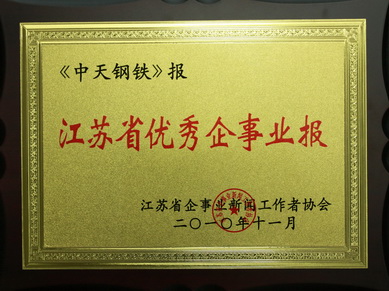 《中天钢铁》报
江苏省优秀企事业报
江苏省企事业新闻工作者协会
二〇一〇年十一月